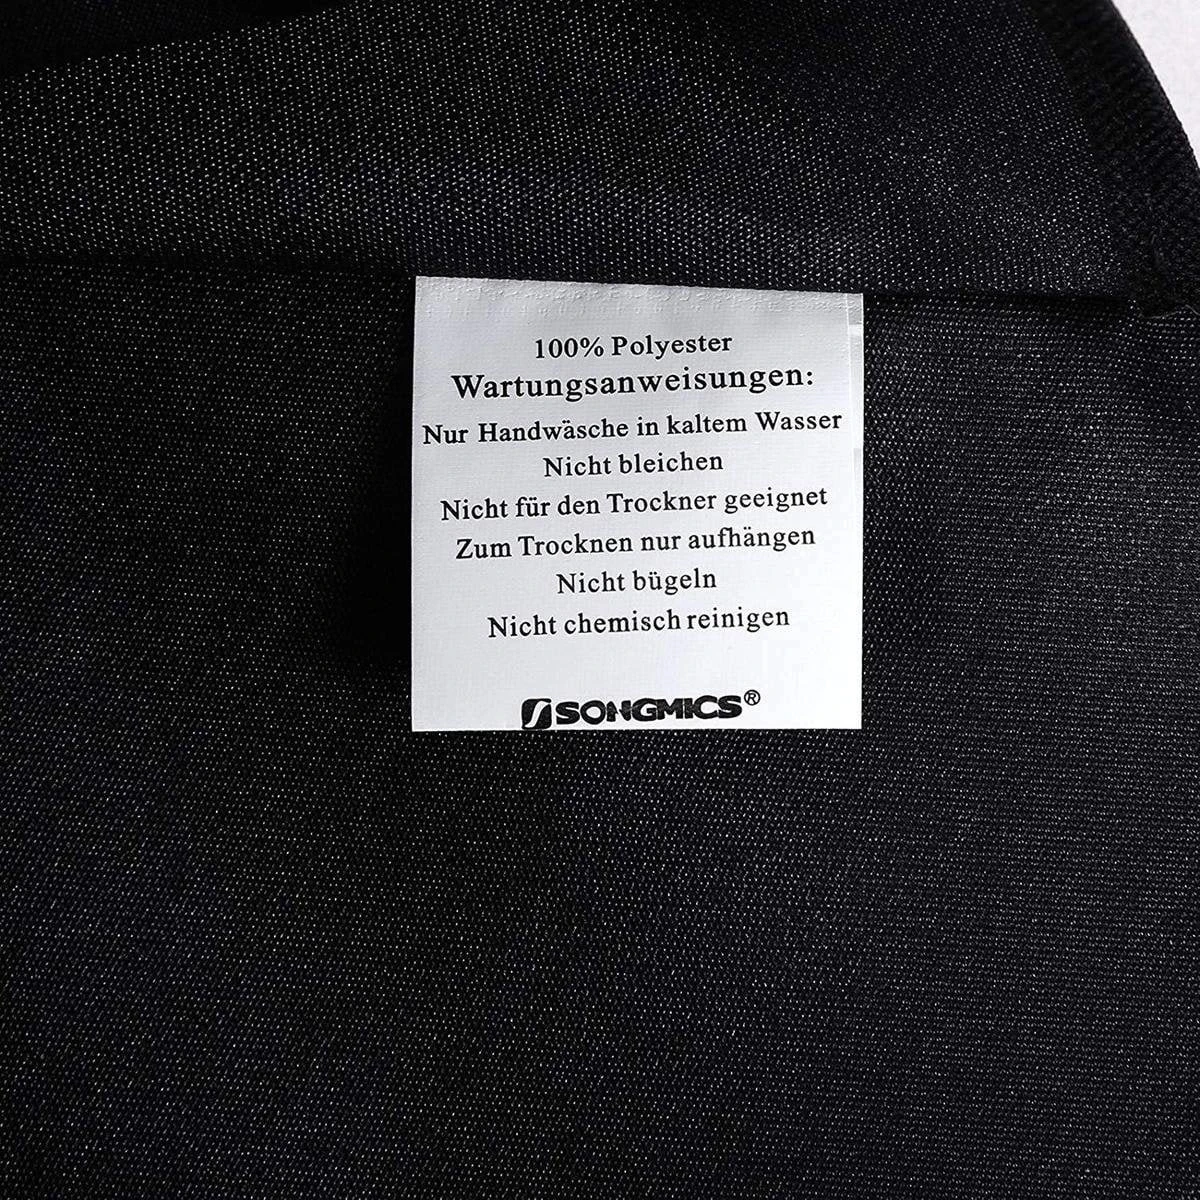 100% Polyester
Wartungsanweisungen:
Nur Handwäsche in kaltem Wasser
Nicht bleichen
Nicht für den Trockner geeignet
Zum Trocknen nur aufhängen
Nicht bügeln
Nicht chemisch reinigen
SONGMICS®